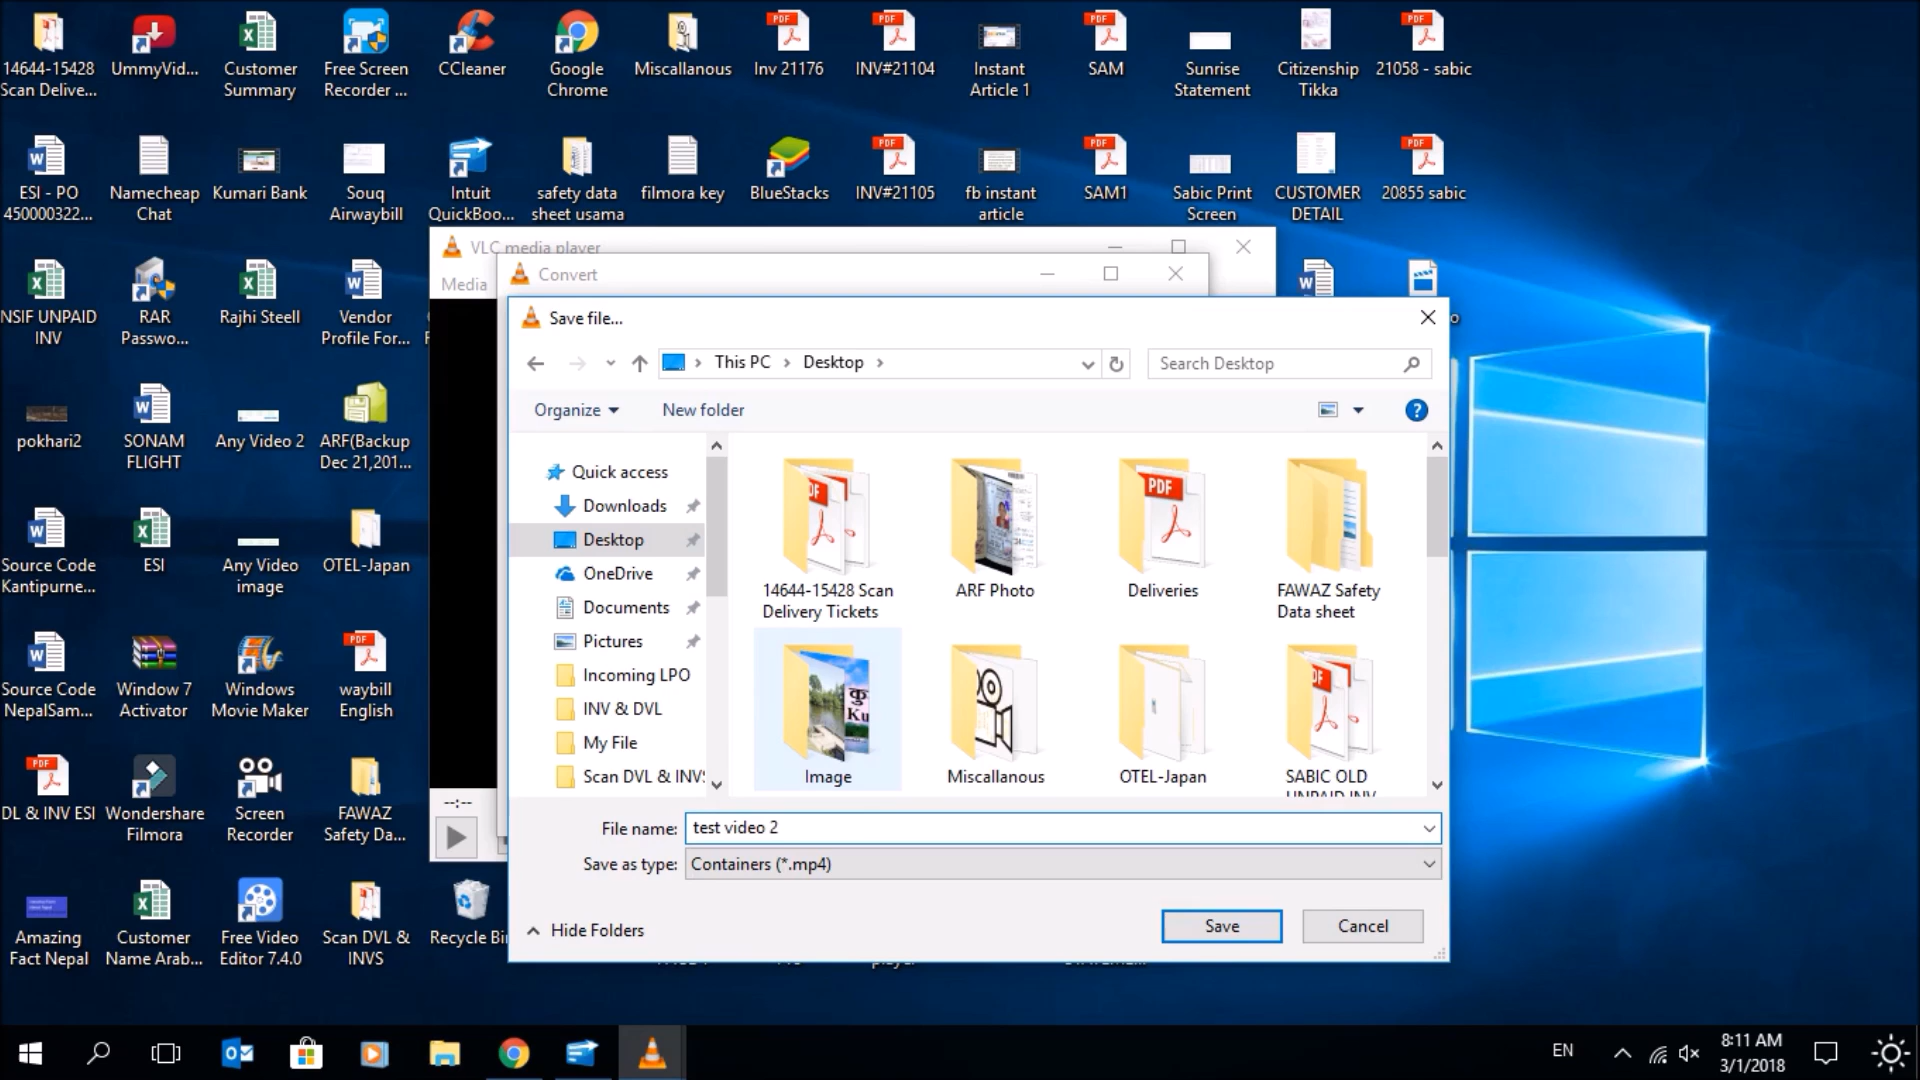 14644-15428
Scan Delive...
UmmyVid...
Customer
Summary
Free Screen
Recorder ...
CCleaner
Google
Chrome
Miscallanous
Inv 21176
INV#21104
Instant
Article 1
SAM
Sunrise
Statement
Citizenship
Tikka
21058 - sabic
ESI - PO
450000322...
Namecheap
Chat
Kumari Bank
Souq
Airwaybill
Intuit
QuickBoo...
safety data
sheet usama
filmora key
BlueStacks
INV#21105
fb instant
article
SAM1
Sabic Print
Screen
CUSTOMER
DETAIL
20855 sabic
NSIF UNPAID
INV
RAR
Passwo...
Rajhi Steell
Vendor
Profile For...
pokhari2
SONAM
FLIGHT
Any Video 2
ARF(Backup
Dec 21,201...
Source Code
Kantipurne...
ESI
Any Video
image
OTEL-Japan
Source Code
NepalSam...
Window 7
Activator
Windows
Movie Maker
waybill
English
DL & INV ESI
Wondershare
Filmora
Screen
Recorder
FAWAZ
Safety Da...
Amazing
Fact Nepal
Customer
Name Arab...
Free Video
Editor 7.4.0
Scan DVL &
INVS
Recycle Bi
VLC media player
Media
Convert
--:--
Save file...
This PC › Desktop ›
Search Desktop
Organize
New folder
Quick access
Downloads
Desktop
OneDrive
Documents
Pictures
Incoming LPO
INV & DVL
My File
Scan DVL & INV
14644-15428 Scan
Delivery Tickets
ARF Photo
Deliveries
FAWAZ Safety
Data sheet
Image
Miscallanous
OTEL-Japan
SABIC OLD
UNPAID INV
File name: test video 2
Save as type: Containers (*.mp4)
Hide Folders
Save
Cancel
EN
8:11 AM
3/1/2018